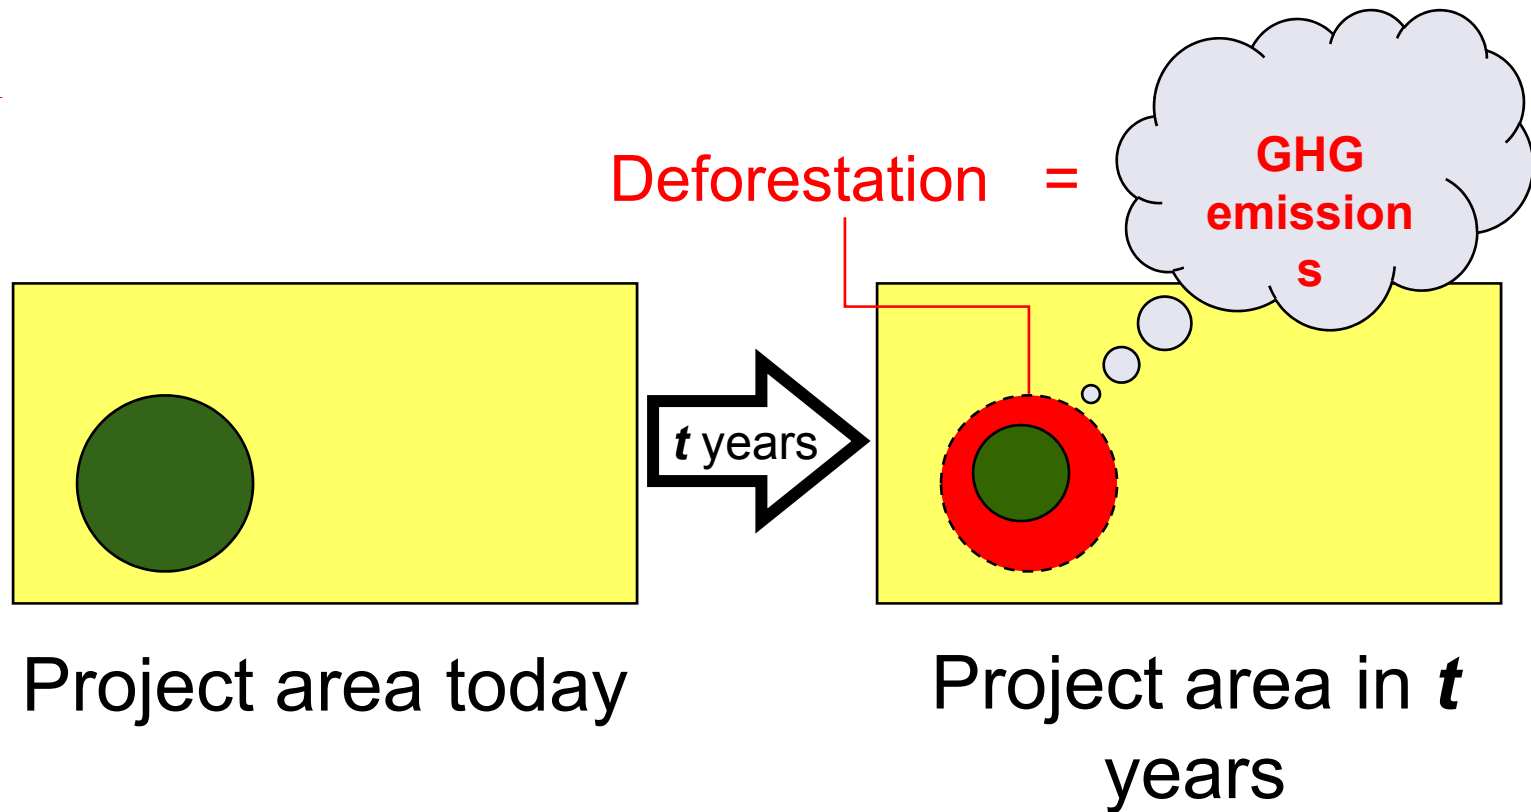 Deforestation =
GHG
emission
s
t years
Project area today
Project area in t
years